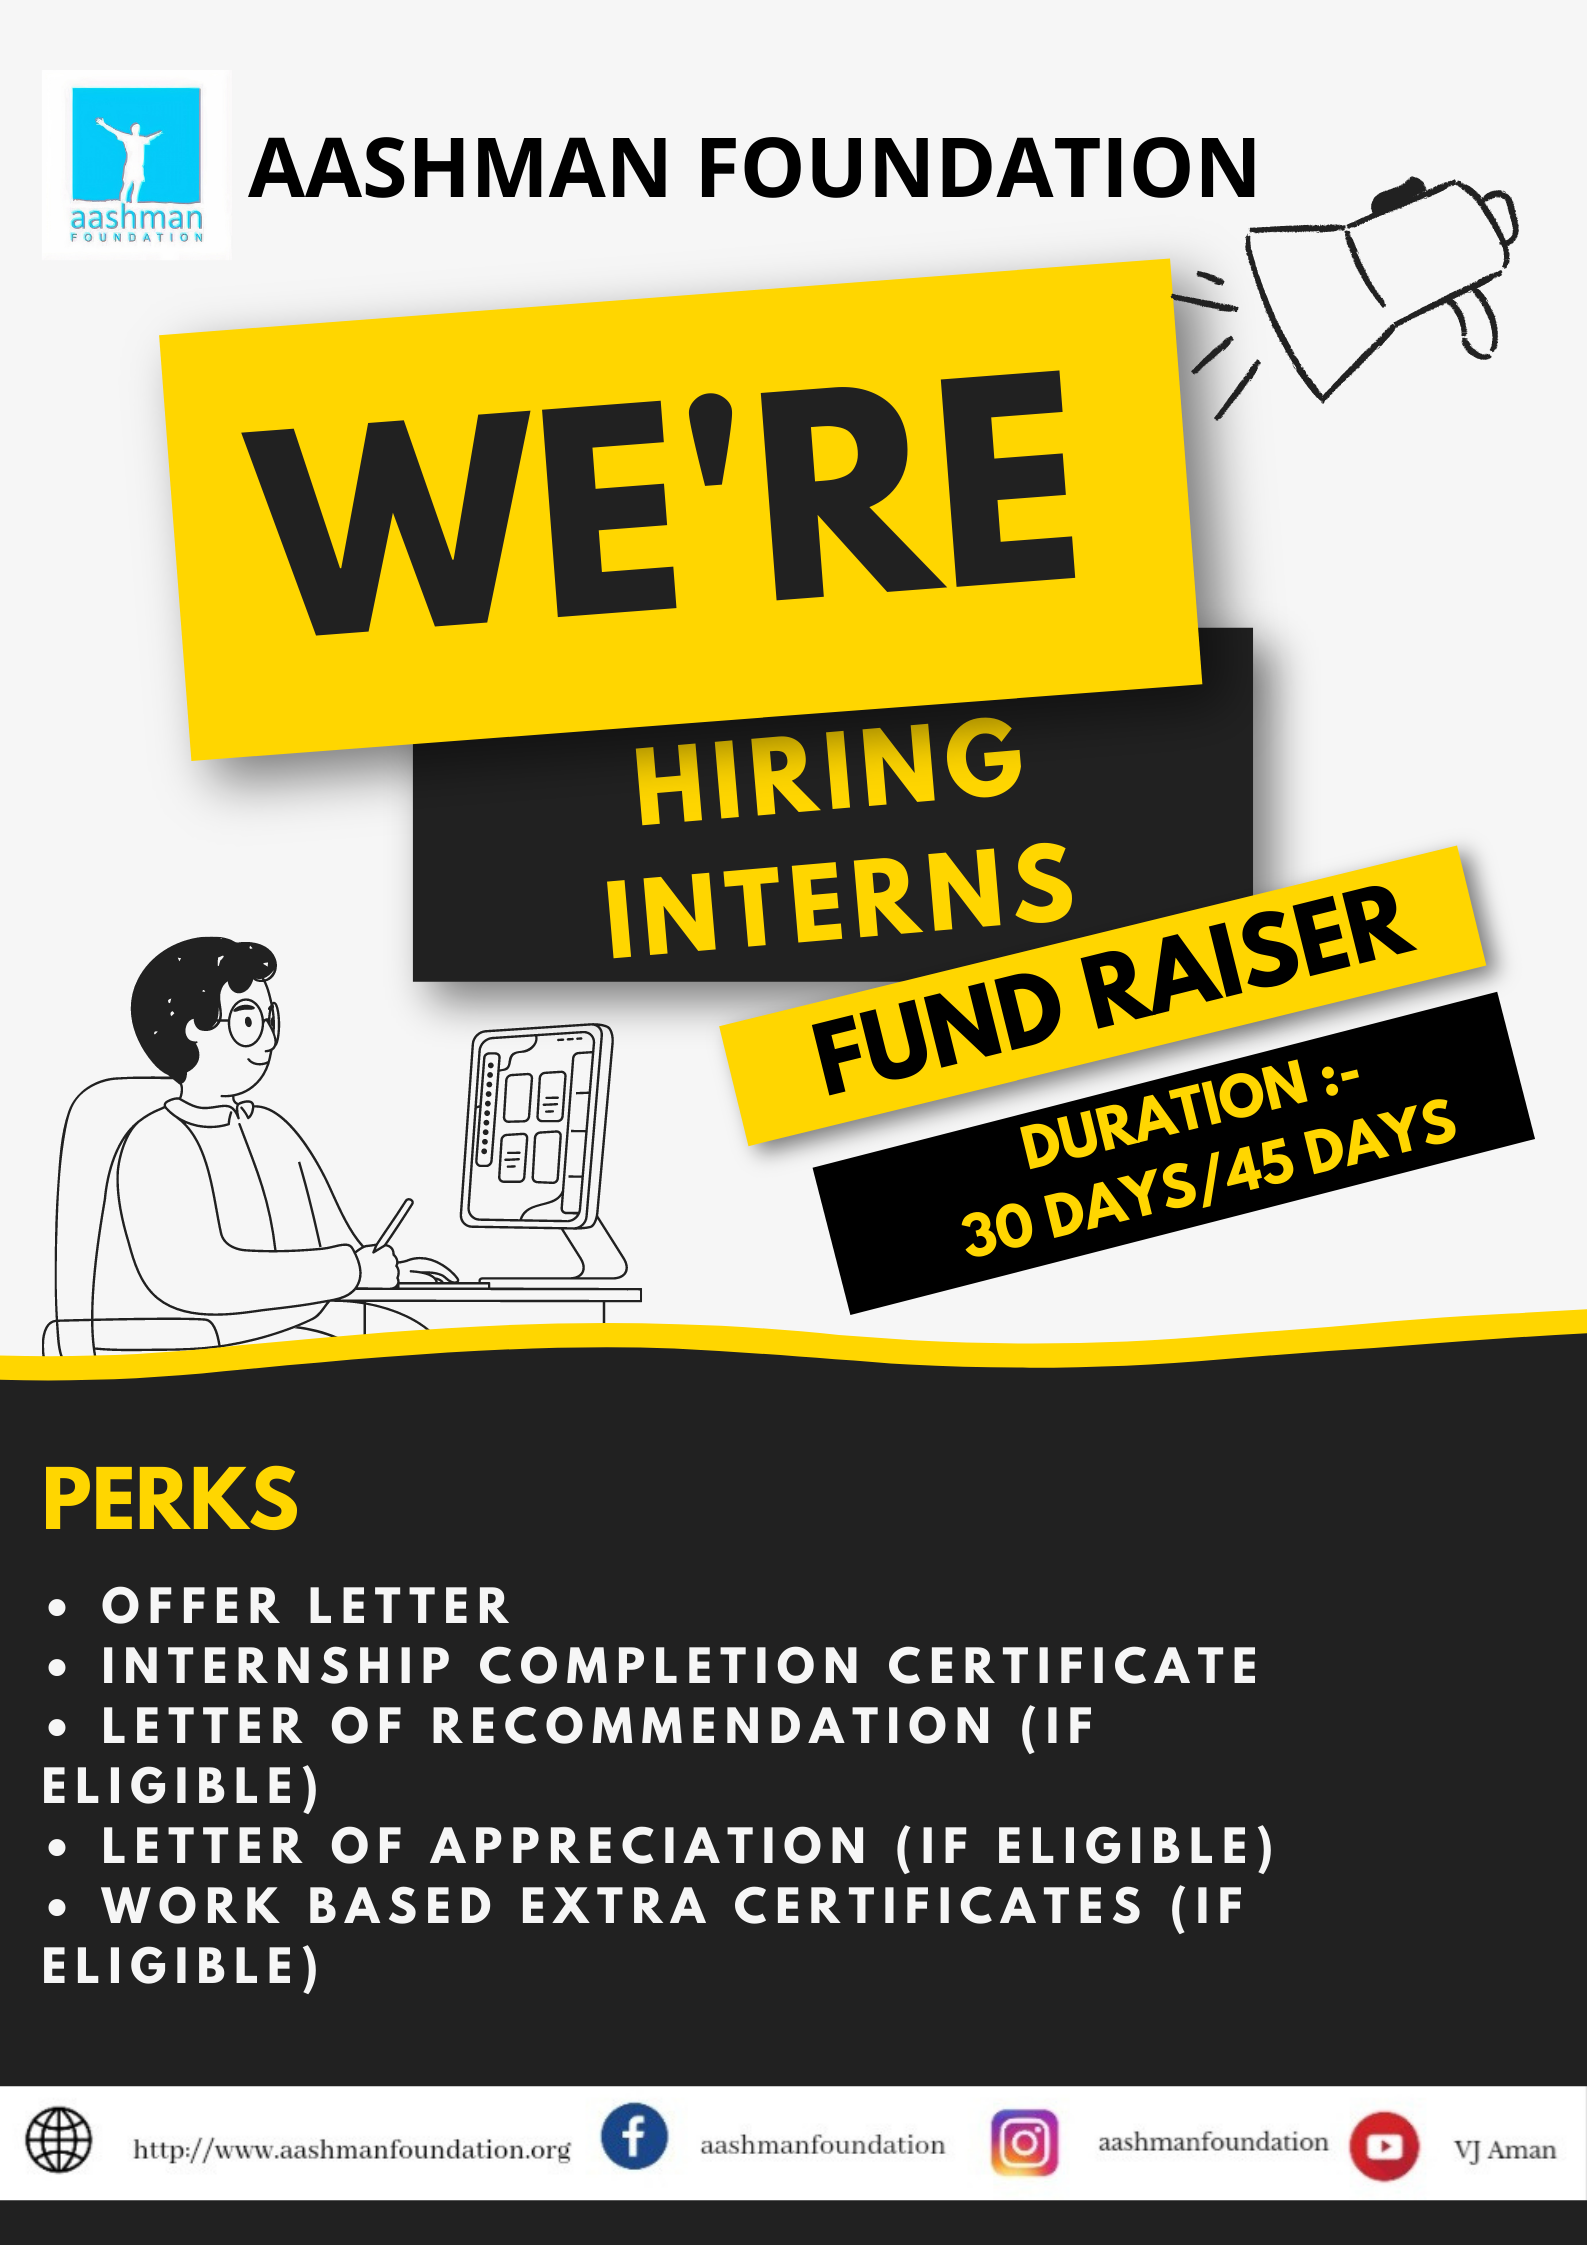 aashman
FOUNDATION
AASHMAN FOUNDATION
WE'RE
HIRING
INTERNS
FUND RAISER
DURATION :-
30 DAYS/45 DAYS
PERKS
• OFFER LETTER
• INTERNSHIP COMPLETION CERTIFICATE
• LETTER OF RECOMMENDATION (IF
ELIGIBLE)
• LETTER OF APPRECIATION (IF ELIGIBLE)
• WORK BASED EXTRA CERTIFICATES (IF
ELIGIBLE)
http://www.aashmanfoundation.org
aashmanfoundation
aashmanfoundation
VJ Aman